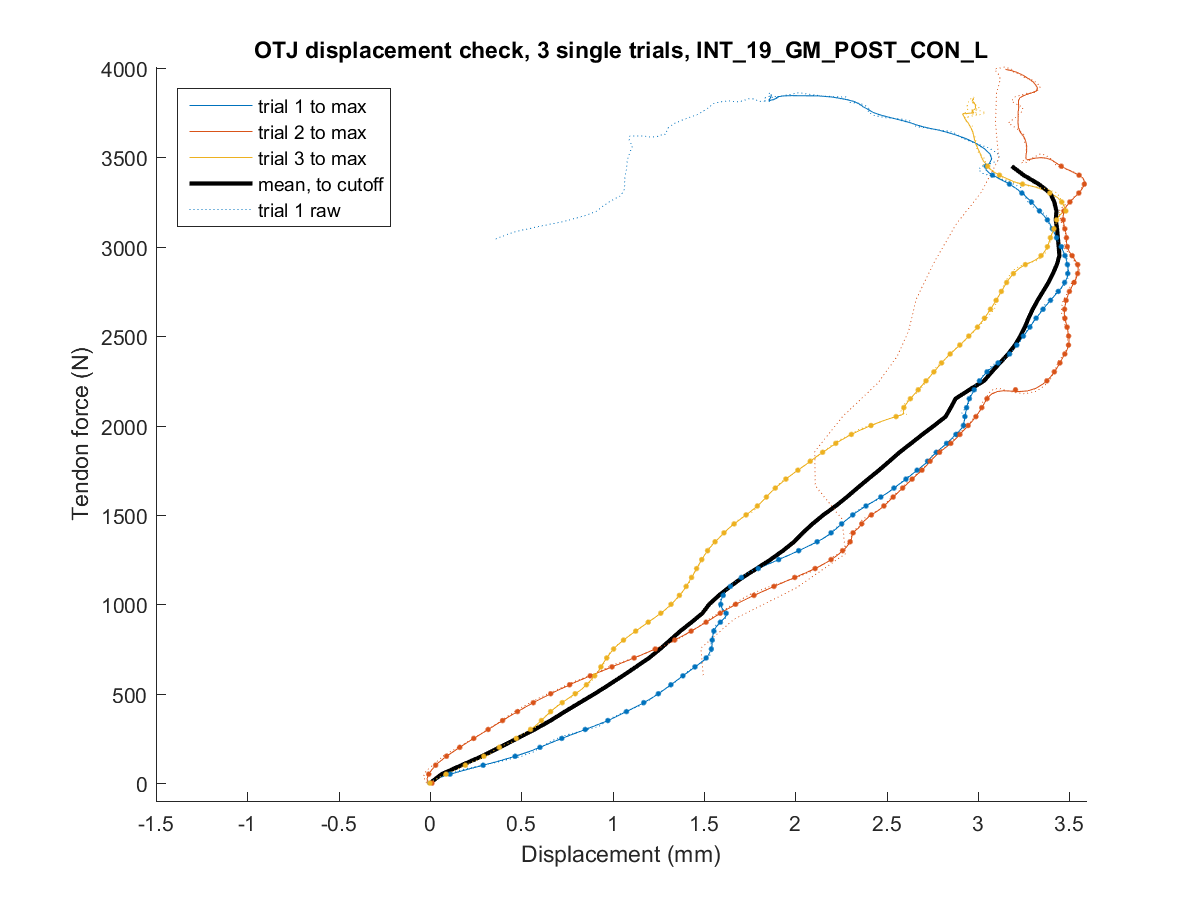 OTJ displacement check, 3 single trials, INT_19_GM_POST_CON_L
4000
3500
3000
2500
2000
1500
1000
500
0
Tendon force (N)
trial 1 to max
trial 2 to max
trial 3 to max
mean, to cutoff
trial 1 raw
-1.5
-1
-0.5
0
0.5
1
1.5
2
2.5
3
3.5
Displacement (mm)